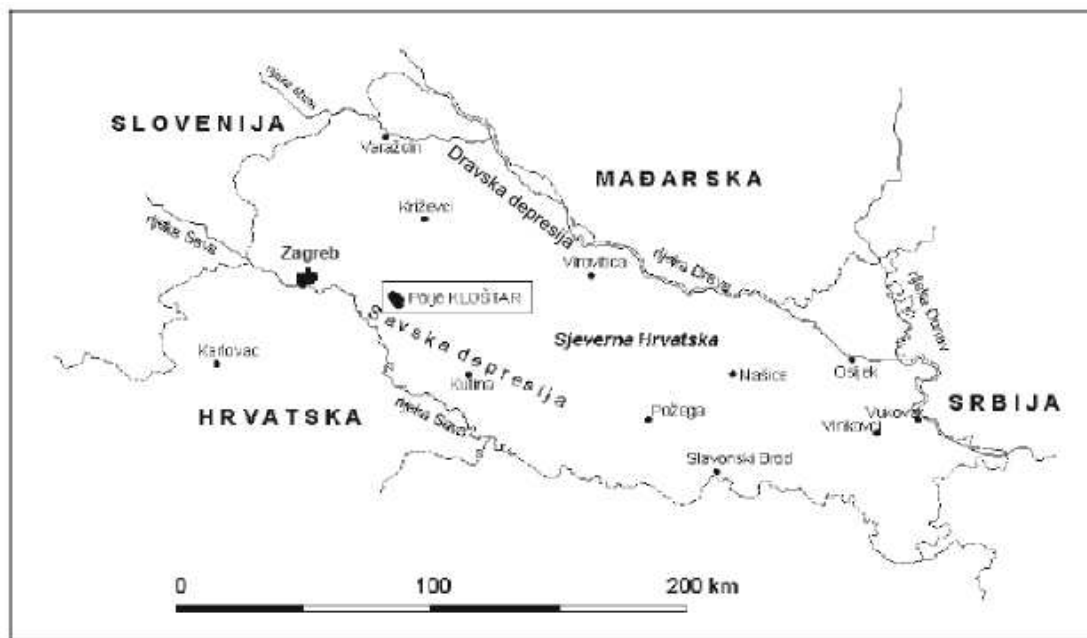 SLOVENIJA
rijeka
Varaždin
MAĐARSKA
Dravska depresija
Križevci
rijeka Sava
Zagreb
Virovitica
rijeka Drava
rijeka Dunav
Polje KLOŠTAR
Savska depresija
Sjeverna Hrvatska
Karlovac
Kutina
Našice
Osijek
HRVATSKA
rijeka Sava
Požega
Vukovar
SRBIJA
Vinkovci
Slavonski Brod
0 100 200 km